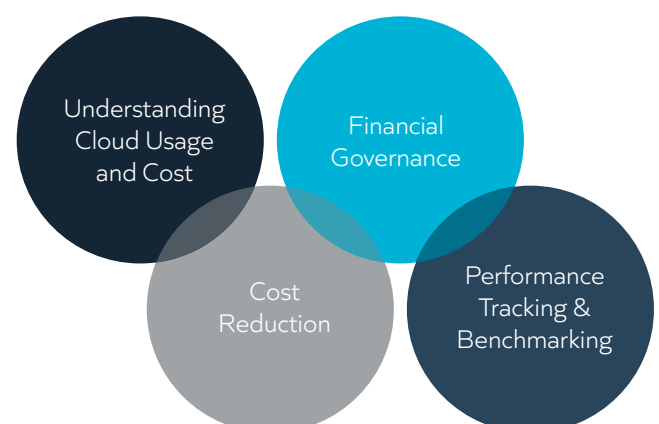 Understanding
Cloud Usage
and Cost
Financial
Governance
Cost
Reduction
Performance
Tracking &
Benchmarking